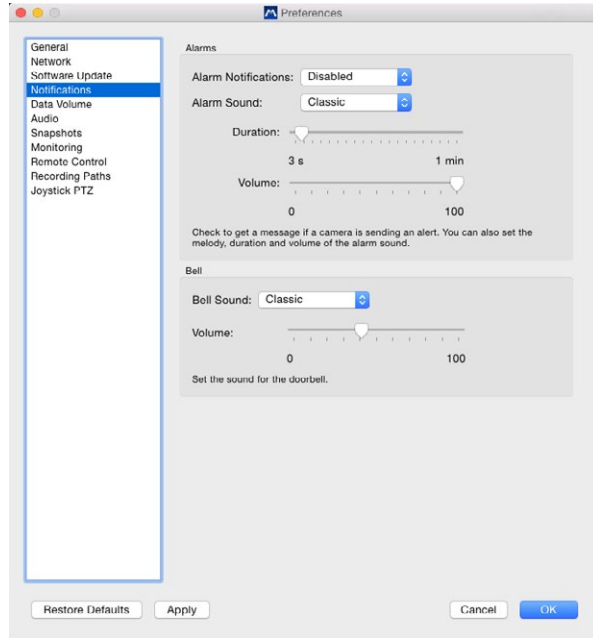 Preferences
General
Network
Software Update
Notifications
Data Volume
Audio
Snapshots
Monitoring
Remote Control
Recording Paths
Joystick PTZ
Alarms
Alarm Notifications: Disabled
Alarm Sound: Classic
Duration:
3 s 1 min
Volume:
0 100
Check to get a message if a camera is sending an alert. You can also set the
melody, duration and volume of the alarm sound.
Bell
Bell Sound: Classic
Volume:
0 100
Set the sound for the doorbell.
Restore Defaults Apply Cancel OK